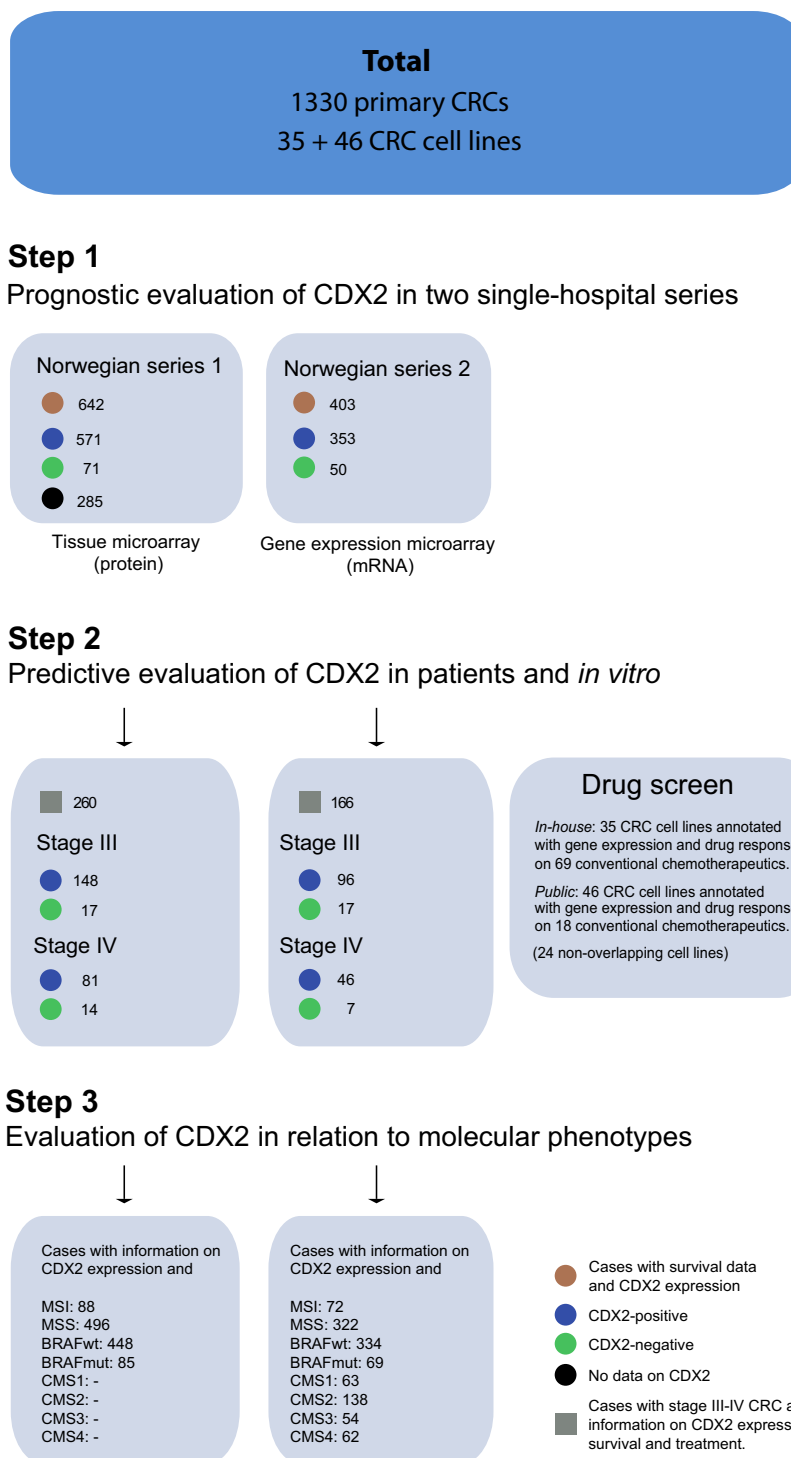 Total
1330 primary CRCs
35 + 46 CRC cell lines
Step 1
Prognostic evaluation of CDX2 in two single-hospital series
Norwegian series 1
642
571
71
285
Tissue microarray
(protein)
Norwegian series 2
403
353
50
Gene expression microarray
(mRNA)
Step 2
Predictive evaluation of CDX2 in patients and in vitro
260
Stage III
148
17
Stage IV
81
14
166
Stage III
96
17
Stage IV
46
7
Drug screen
In-house: 35 CRC cell lines annotated
with gene expression and drug respons
on 69 conventional chemotherapeutics.
Public: 46 CRC cell lines annotated
with gene expression and drug respons
on 18 conventional chemotherapeutics.
(24 non-overlapping cell lines)
Step 3
Evaluation of CDX2 in relation to molecular phenotypes
Cases with information on
CDX2 expression and
MSI: 88
MSS: 496
BRAFwt: 448
BRAFmut: 85
CMS1: -
CMS2: -
CMS3: -
CMS4: -
Cases with information on
CDX2 expression and
MSI: 72
MSS: 322
BRAFwt: 334
BRAFmut: 69
CMS1: 63
CMS2: 138
CMS3: 54
CMS4: 62
Cases with survival data
and CDX2 expression
CDX2-positive
CDX2-negative
No data on CDX2
Cases with stage III-IV CRC a
information on CDX2 express
survival and treatment.